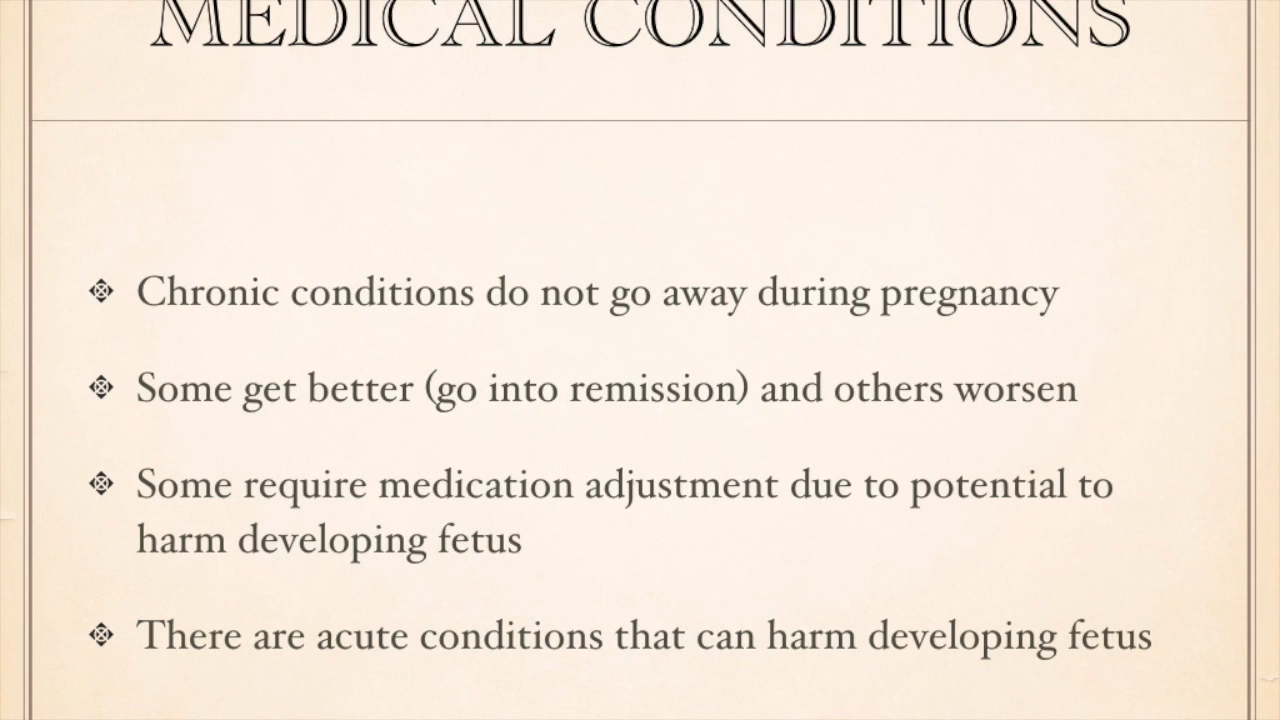 MEDICAL CONDITIONS
Chronic conditions do not go away during pregnancy
Some get better (go into remission) and others worsen
Some require medication adjustment due to potential to
harm developing fetus
There are acute conditions that can harm developing fetus